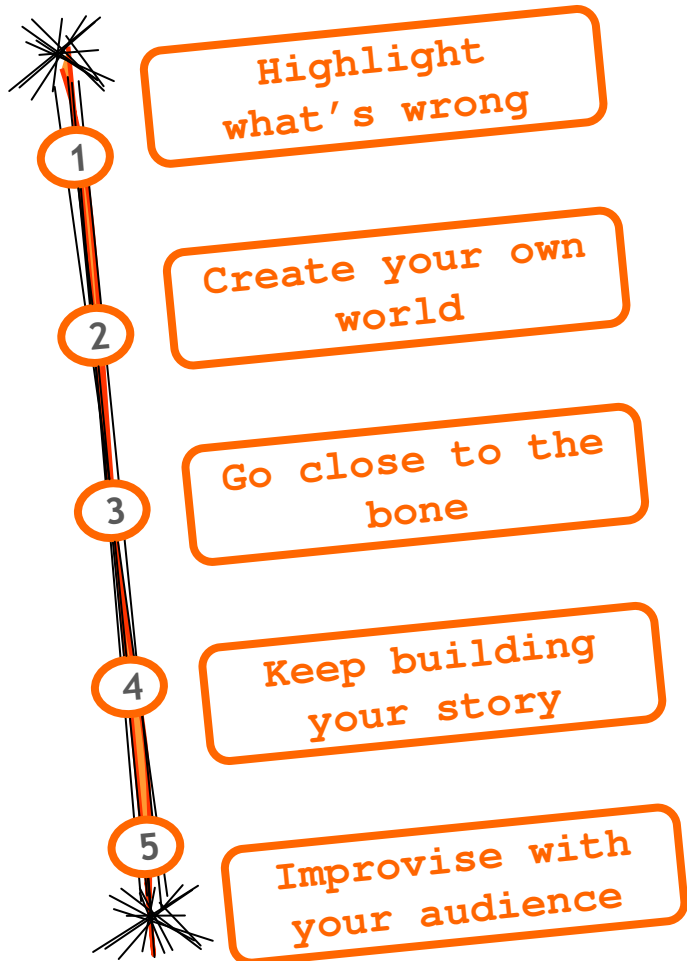 Highlight
what’s wrong
1
Create your own
world
2
Go close to the
bone
3
Keep building
your story
4
Improvise with
your audience
5